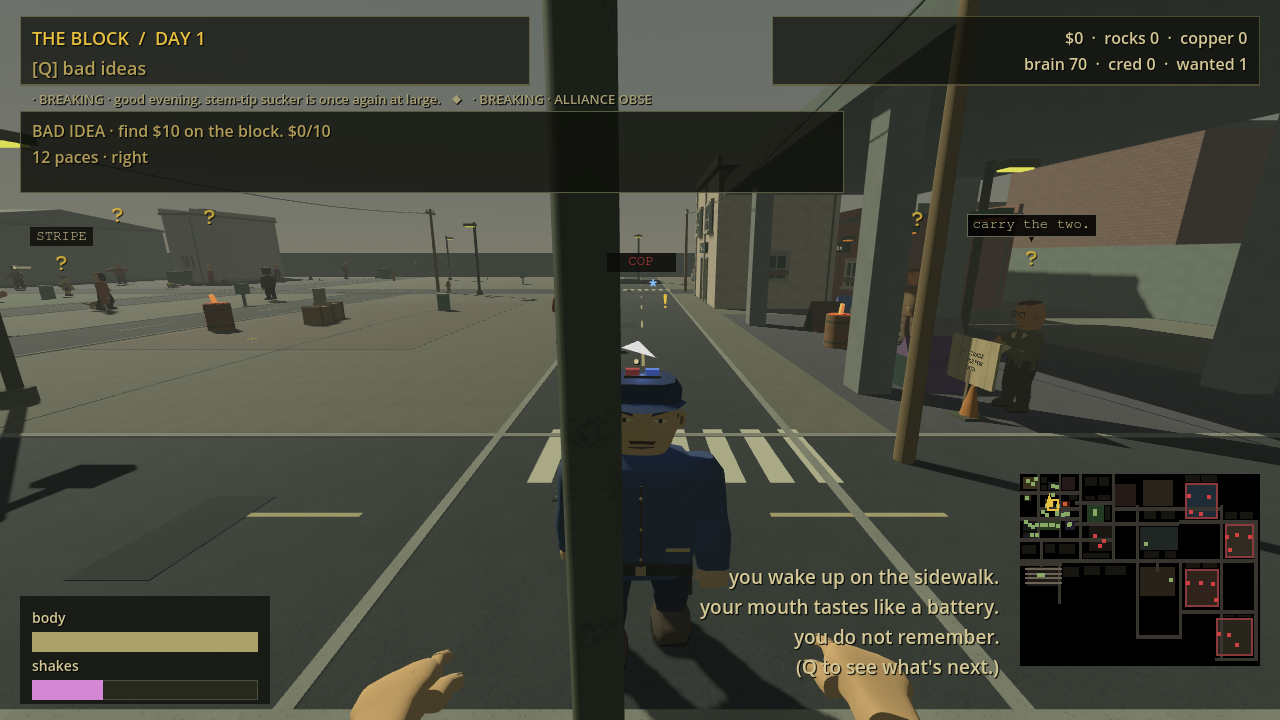 THE BLOCK / DAY 1
[Q] bad ideas
$0 · rocks 0 · copper 0
brain 70 · cred 0 · wanted 1
· BREAKING · good evening. stem-tip sucker is once again at large. ◆ · BREAKING · ALLIANCE OBSE
BAD IDEA · find $10 on the block. $0/10
12 paces · right
? ? ?
carry the two.
STRIPE
? ?
COP
*
!
you wake up on the sidewalk.
your mouth tastes like a battery.
you do not remember.
(Q to see what's next.)
body
shakes